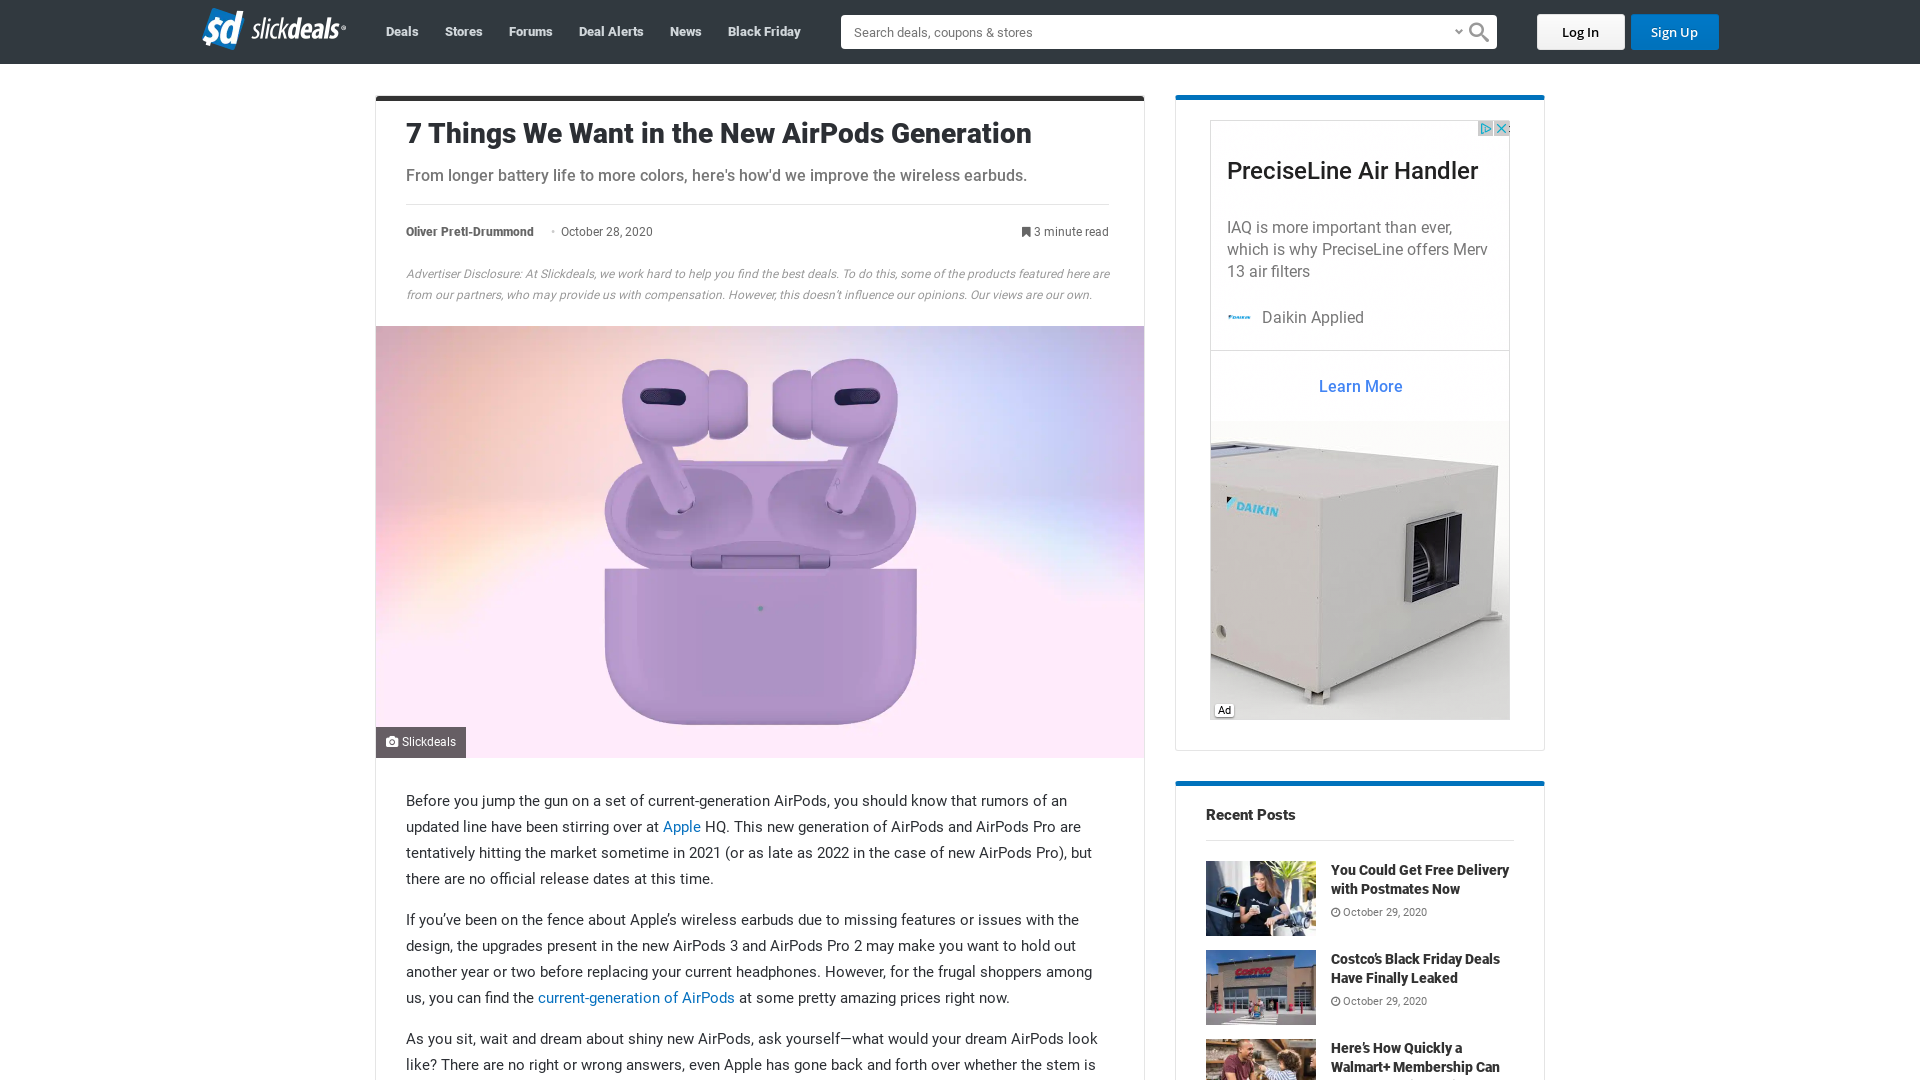 sd slickdeals
Deals
Stores
Forums
Deal Alerts
News
Black Friday
Search deals, coupons & stores
Log In
Sign Up
7 Things We Want in the New AirPods Generation
From longer battery life to more colors, here's how'd we improve the wireless earbuds.
Oliver Pretl-Drummond • October 28, 2020
3 minute read
Advertiser Disclosure: At Slickdeals, we work hard to help you find the best deals. To do this, some of the products featured here are
from our partners, who may provide us with compensation. However, this doesn’t influence our opinions. Our views are our own.
Slickdeals
Before you jump the gun on a set of current-generation AirPods, you should know that rumors of an
updated line have been stirring over at Apple HQ. This new generation of AirPods and AirPods Pro are
tentatively hitting the market sometime in 2021 (or as late as 2022 in the case of new AirPods Pro), but
there are no official release dates at this time.
If you’ve been on the fence about Apple’s wireless earbuds due to missing features or issues with the
design, the upgrades present in the new AirPods 3 and AirPods Pro 2 may make you want to hold out
another year or two before replacing your current headphones. However, for the frugal shoppers among
us, you can find the current-generation of AirPods at some pretty amazing prices right now.
As you sit, wait and dream about shiny new AirPods, ask yourself—what would your dream AirPods look
like? There are no right or wrong answers, even Apple has gone back and forth over whether the stem is
PreciseLine Air Handler
IAQ is more important than ever,
which is why PreciseLine offers Merv
13 air filters
DAIKIN
Daikin Applied
Learn More
DAIKIN
Ad
Recent Posts
You Could Get Free Delivery
with Postmates Now
October 29, 2020
COSTCO
Costco’s Black Friday Deals
Have Finally Leaked
October 29, 2020
Here’s How Quickly a
Walmart+ Membership Can